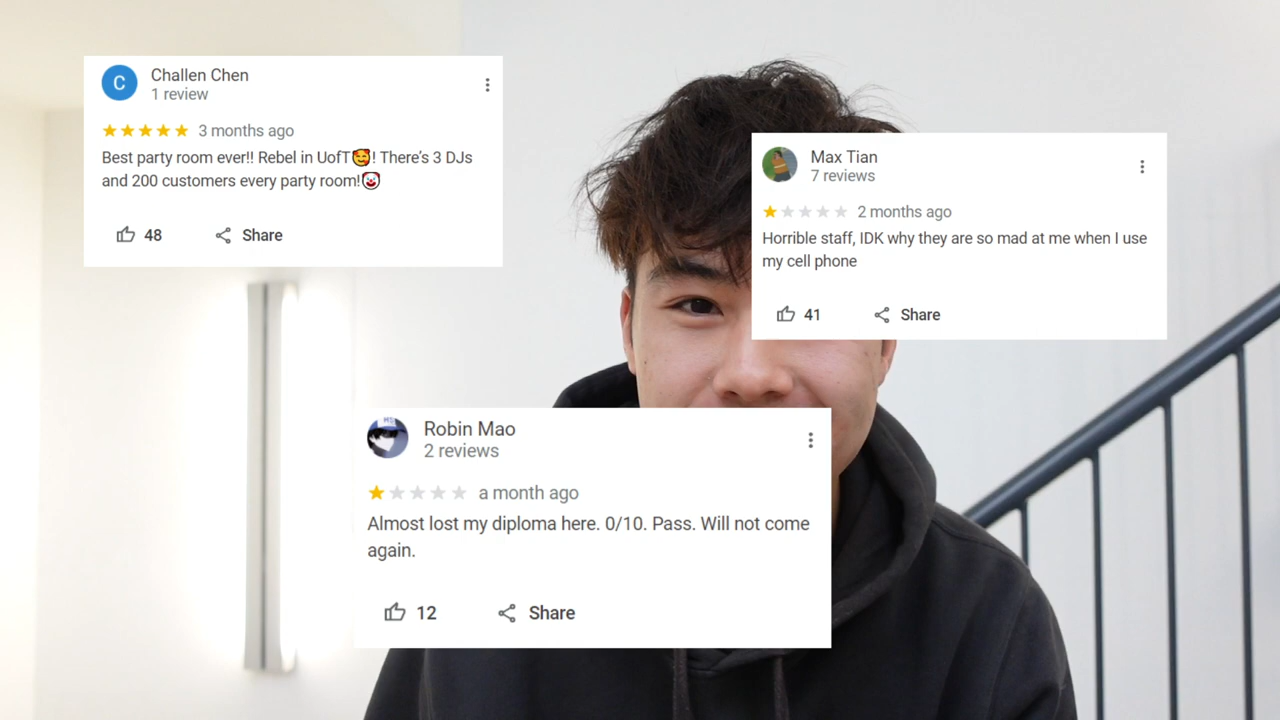 C
Challen Chen
1 review
3 months ago
Best party room ever!! Rebel in UofT🥰! There's 3 DJs
and 200 customers every party room!🤡
48 Share
Max Tian
7 reviews
2 months ago
Horrible staff, IDK why they are so mad at me when I use
my cell phone
41 Share
Robin Mao
2 reviews
a month ago
Almost lost my diploma here. 0/10. Pass. Will not come
again.
12 Share